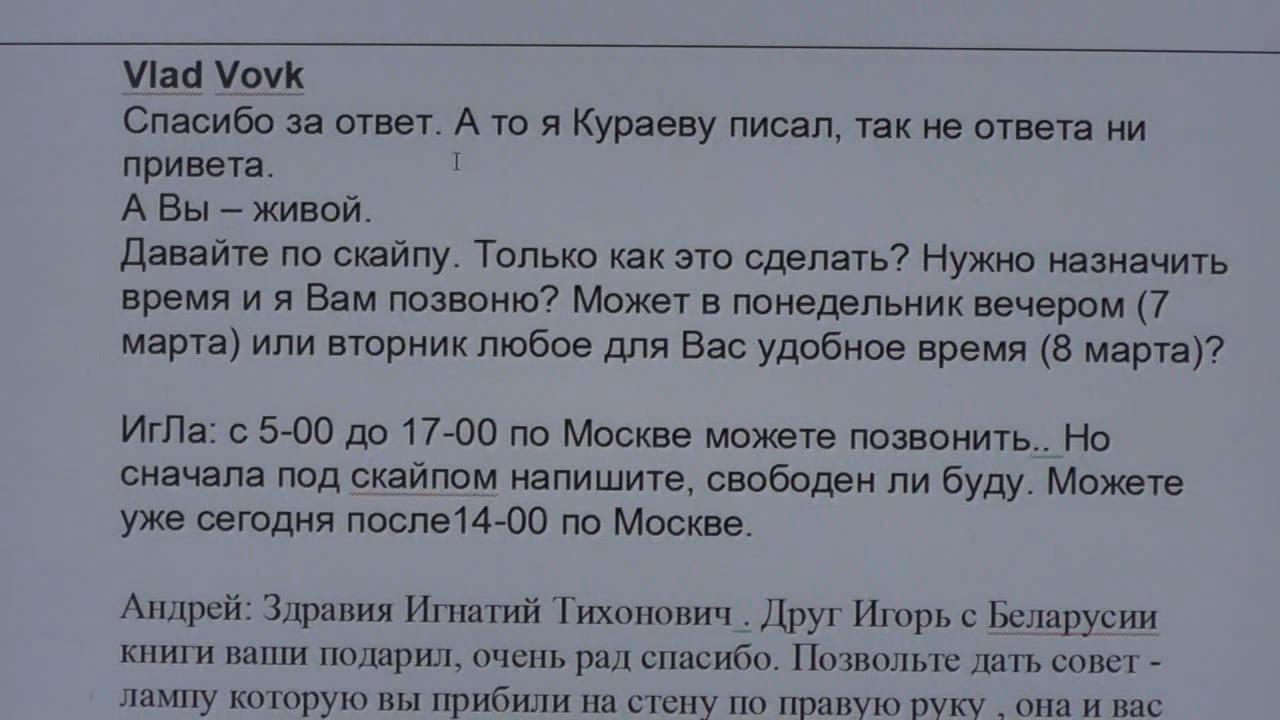 Vlad Vovk
Спасибо за ответ. А то я Кураеву писал, так не ответа ни
привета.
А Вы – живой.
Давайте по скайпу. Только как это сделать? Нужно назначить
время и я Вам позвоню? Может в понедельник вечером (7
марта) или вторник любое для Вас удобное время (8 марта)?
ИгЛа: с 5-00 до 17-00 по Москве можете позвонить.. Но
сначала под скайпом напишите, свободен ли буду. Можете
уже сегодня после14-00 по Москве.
Андрей: Здравия Игнатий Тихонович . Друг Игорь с Беларусии
книги ваши подарил, очень рад спасибо. Позвольте дать совет -
лампу которую вы прибили на стену по правую руку , она и вас